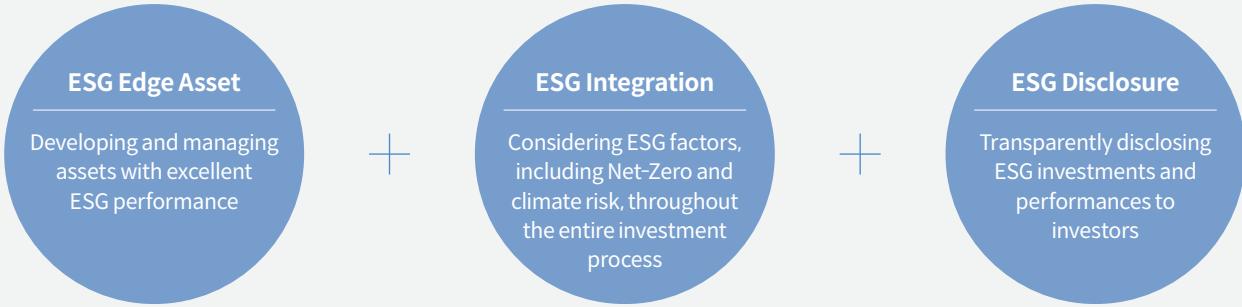 ESG Edge Asset
Developing and managing
assets with excellent
ESG performance
ESG Integration
Considering ESG factors,
including Net-Zero and
climate risk, throughout
the entire investment
process
ESG Disclosure
Transparently disclosing
ESG investments and
performances to
investors